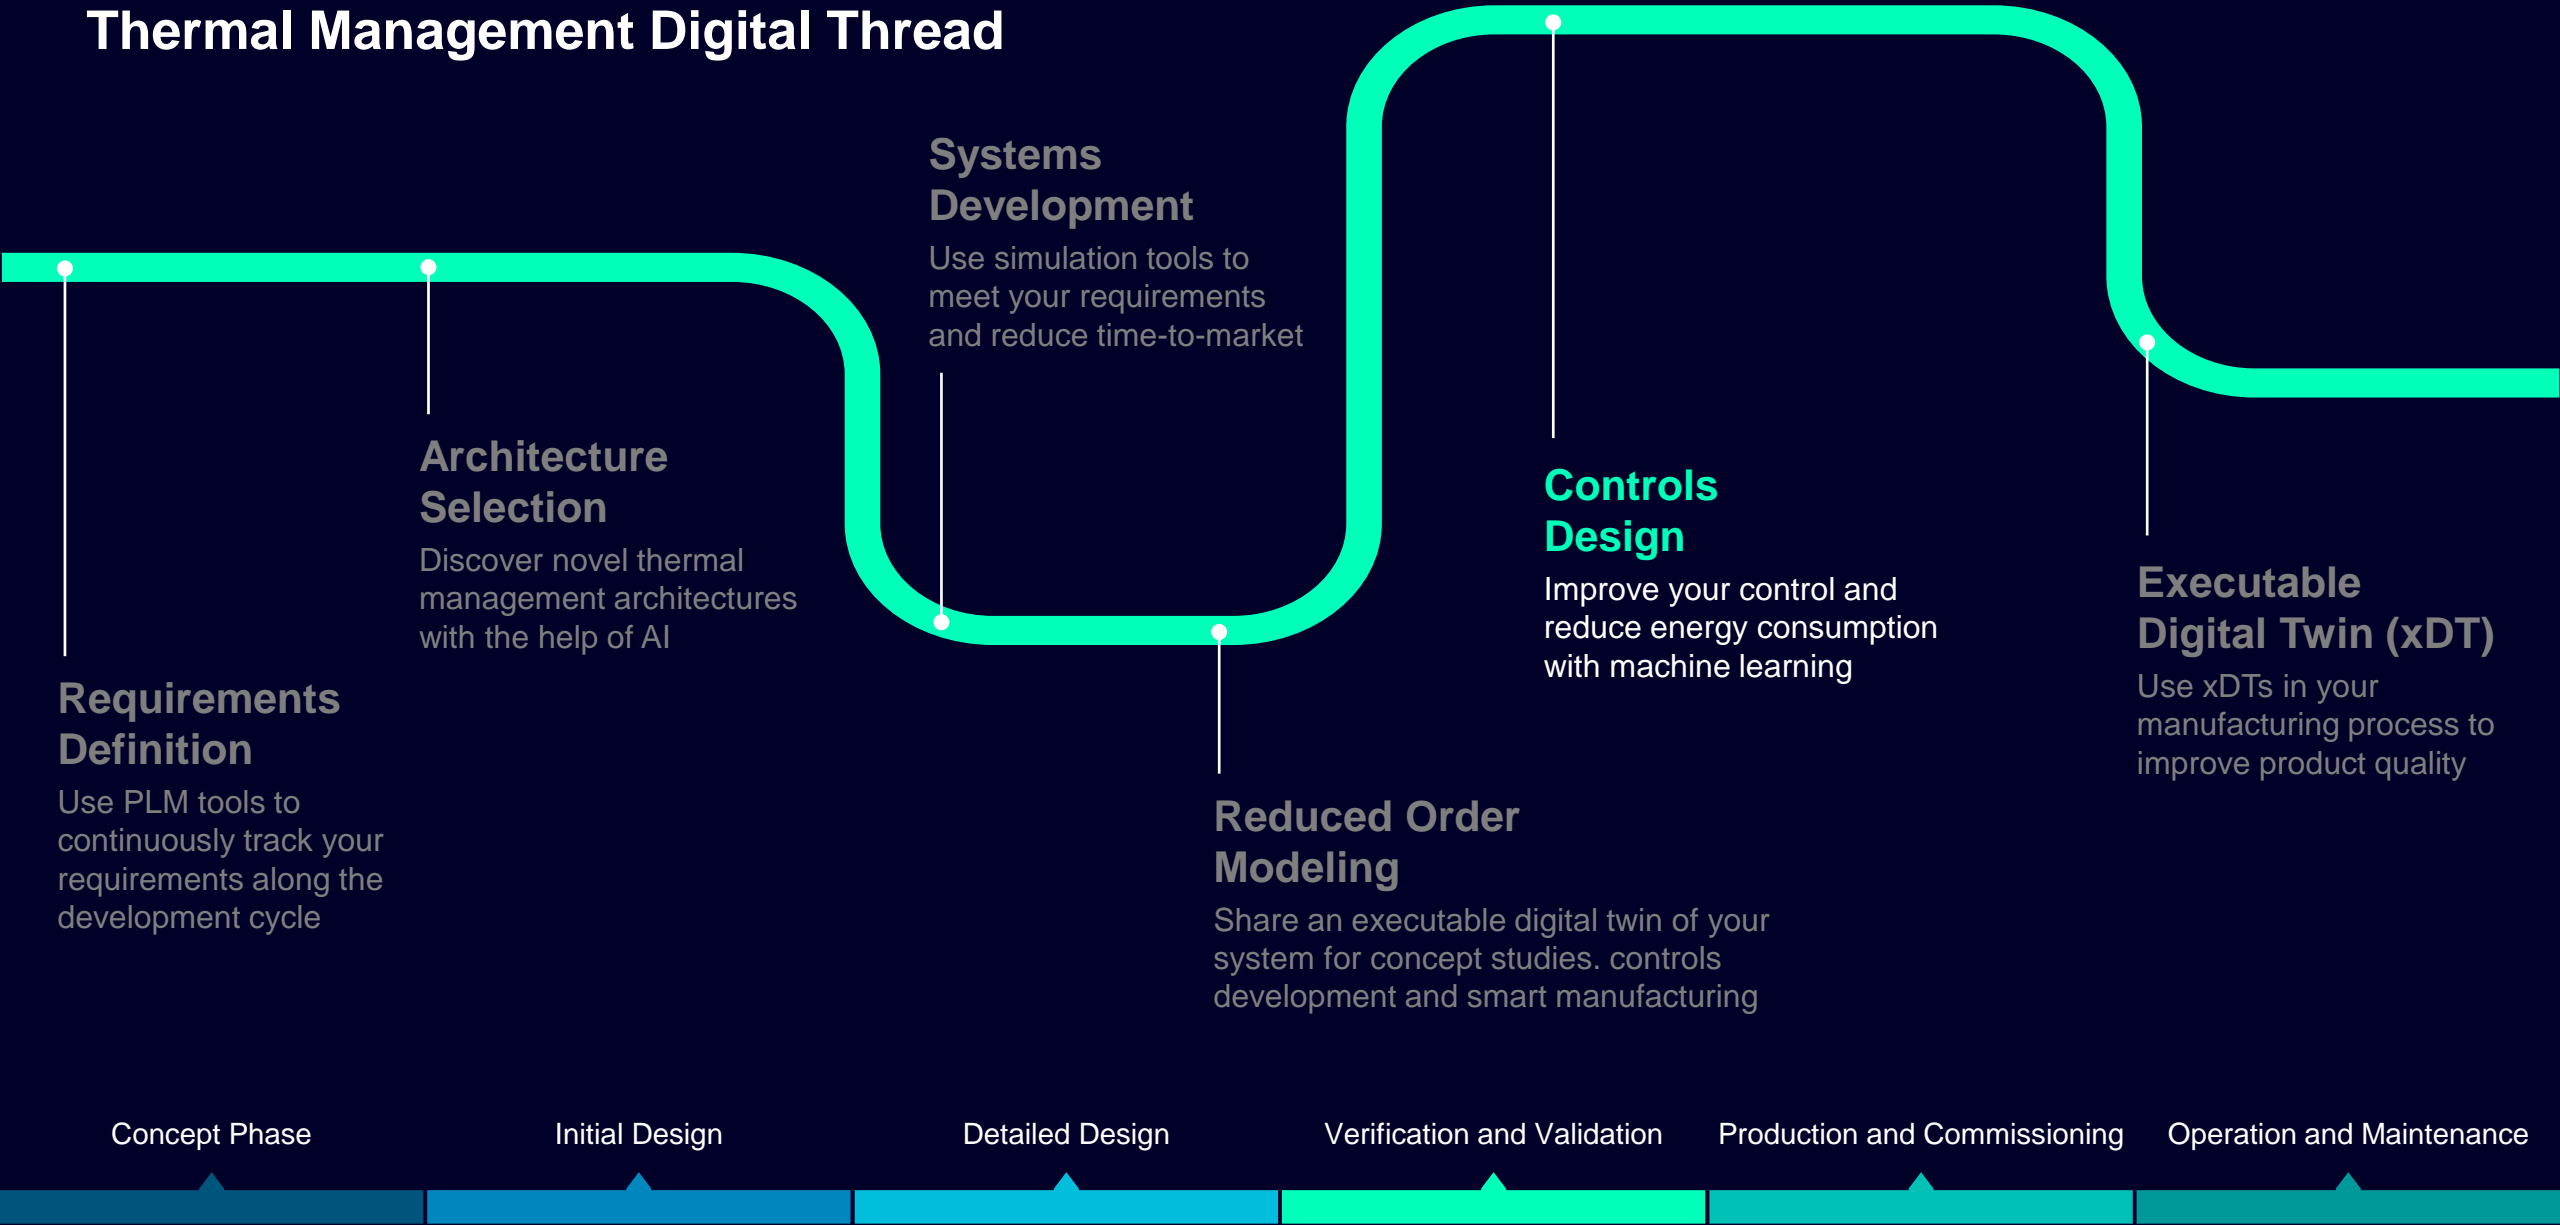 Thermal Management Digital Thread
Systems
Development
Use simulation tools to
meet your requirements
and reduce time-to-market
Architecture
Selection
Discover novel thermal
management architectures
with the help of AI
Controls
Design
Improve your control and
reduce energy consumption
with machine learning
Executable
Digital Twin (xDT)
Use xDTs in your
manufacturing process to
improve product quality
Requirements
Definition
Use PLM tools to
continuously track your
requirements along the
development cycle
Reduced Order
Modeling
Share an executable digital twin of your
system for concept studies. controls
development and smart manufacturing
Concept Phase
Initial Design
Detailed Design
Verification and Validation
Production and Commissioning
Operation and Maintenance